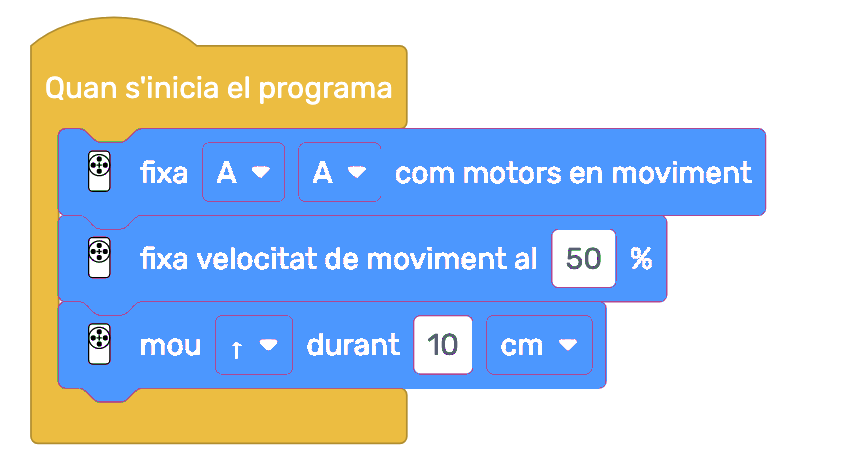 Quan s'inicia el programa
fixa A A com motors en moviment
fixa velocitat de moviment al 50 %
mou ↑ durant 10 cm